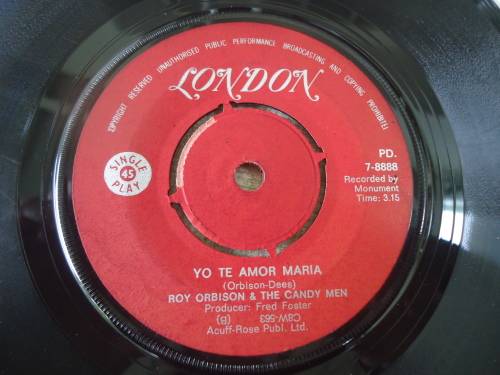 COPYRIGHT RESERVED UNAUTHORISED PUBLIC PERFORMANCE BROADCASTING AND COPYING PROHIBITED
LONDON
SINGLE
45
PLAY
PD.
7-8888
Recorded by
Monument
Time: 3.15
YO TE AMOR MARIA
(Orbison-Dees)
ROY ORBISON & THE CANDY MEN
Producer: Fred Foster
(B) C8W-563
Acuff-Rose Publ. Ltd.